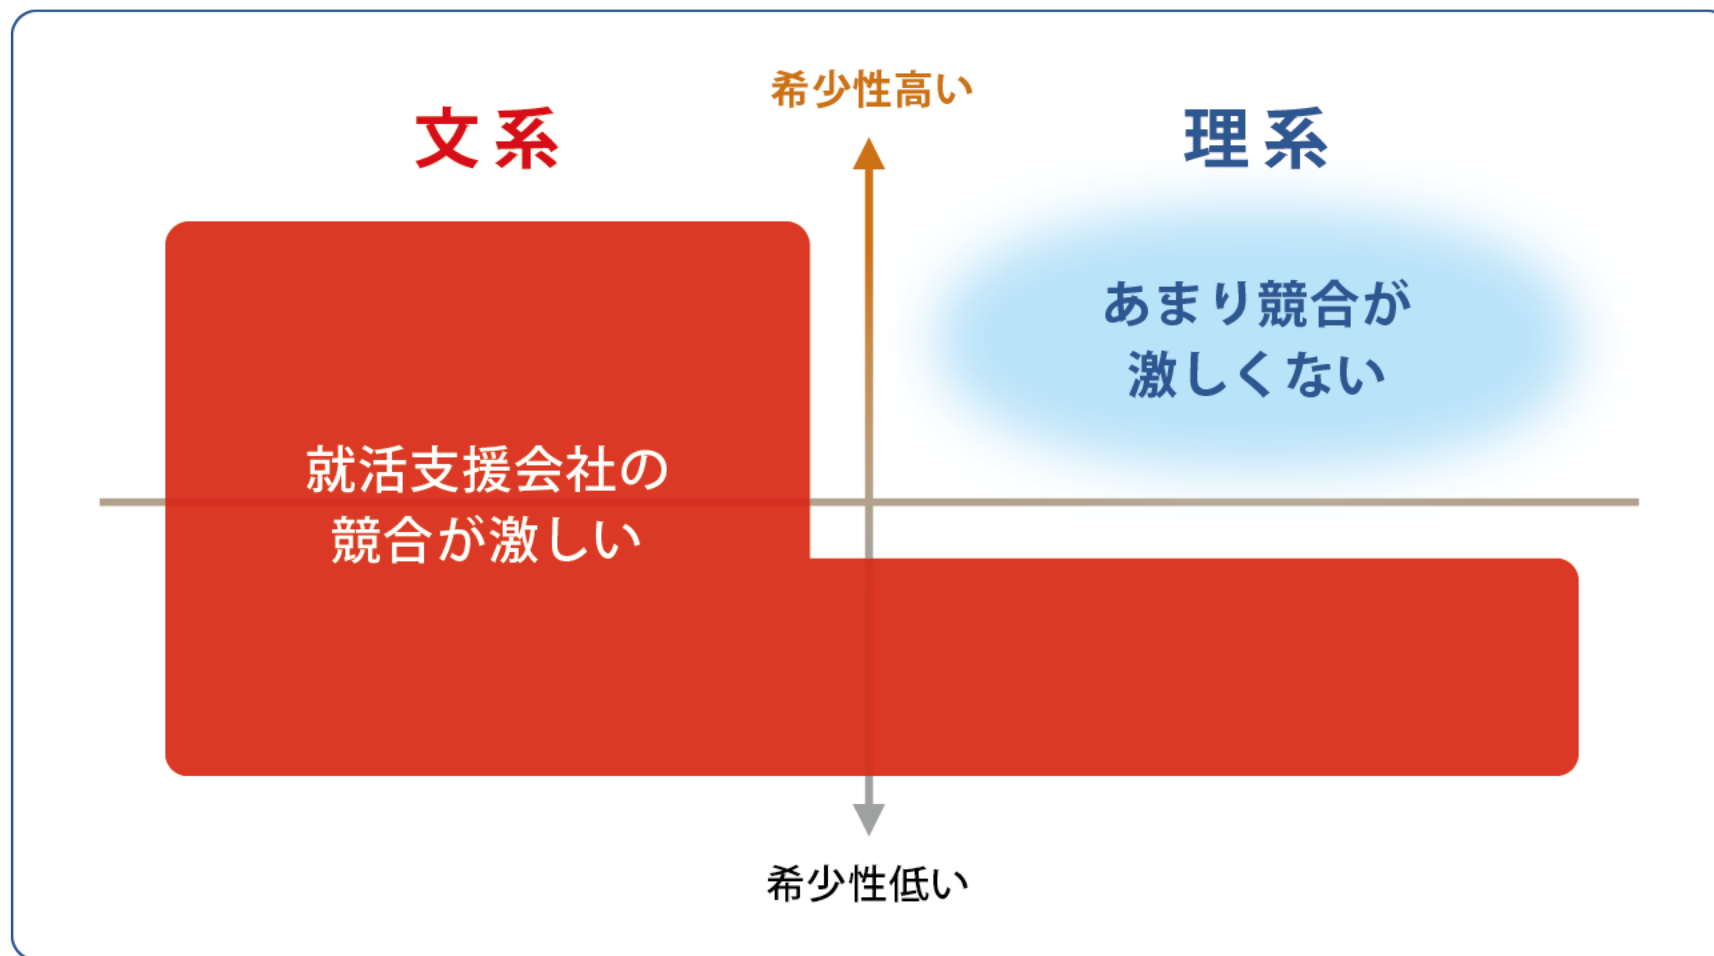 希少性高い
文系
理系
あまり競合が
激しくない
就活支援会社の
競合が激しい
希少性低い